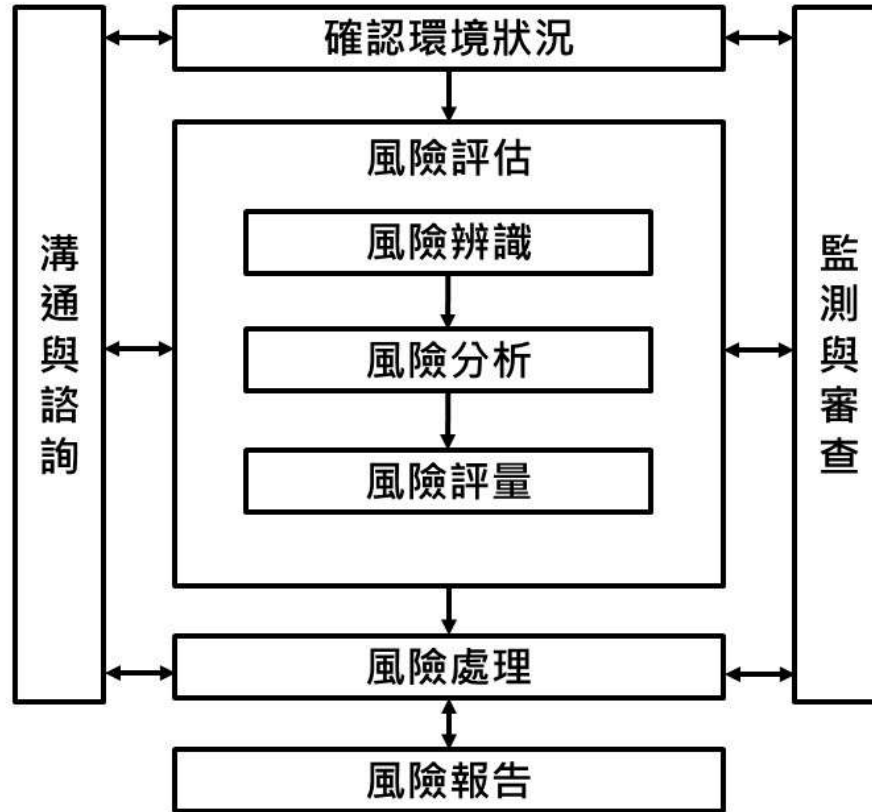 確認環境狀況
風險評估
風險辨識
風險分析
風險評量
風險處理
風險報告
溝通與諮詢
監測與審查